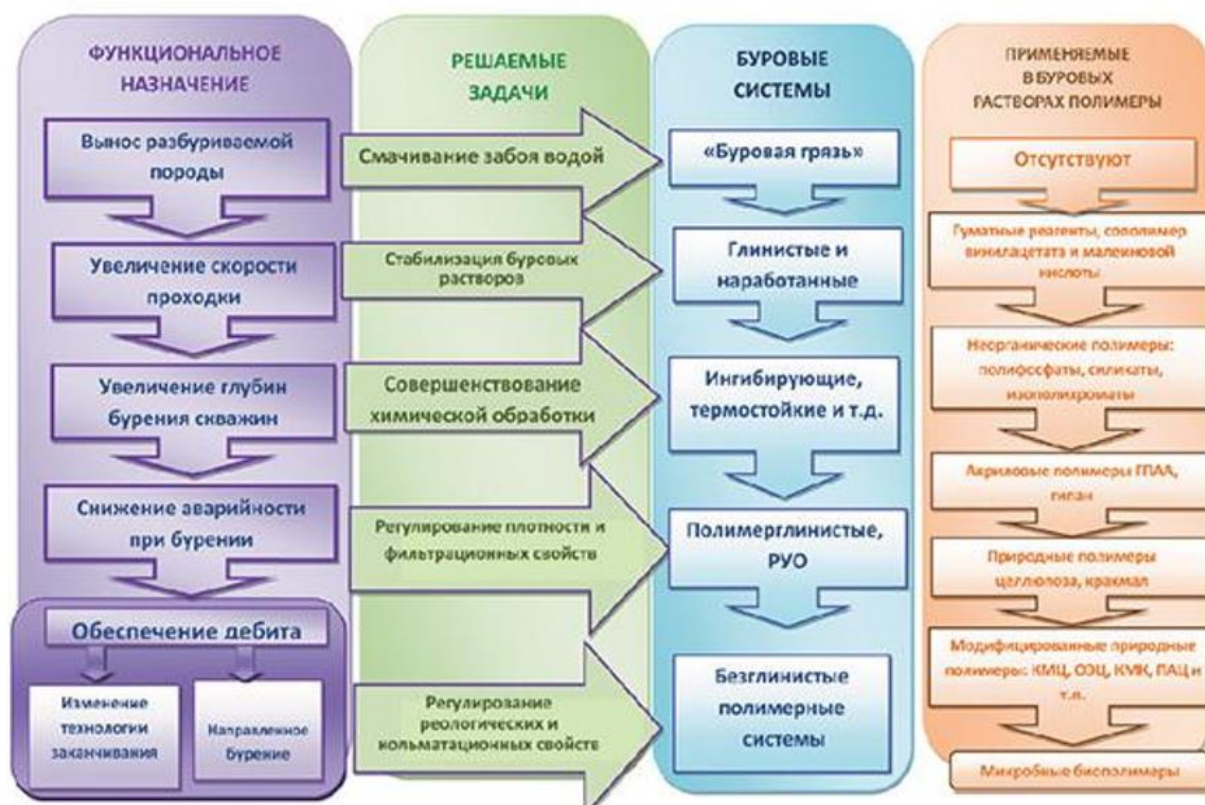 ФУНКЦИОНАЛЬНОЕ
НАЗНАЧЕНИЕ
Вынос разбуриваемой
породы
Увеличение скорости
проходки
Увеличение глубин
бурения скважин
Снижение аварийности
при бурении
Обеспечение дебита
Изменение
технологии
заканчивания
Направленное
Бурение
РЕШАЕМЫЕ
ЗАДАЧИ
Смачивание забоя водой
Стабилизация буровых
растворов
Совершенствование
химической обработки
Регулирование плотности и
фильтрационных свойств
Регулирование
реологических и
кольматационных свойств
БУРОВЫЕ
СИСТЕМЫ
«Буровая грязь»
Глинистые и
наработанные
Ингибирующие,
термостойкие и т.д.
Полимерглинистые,
РУО
Безглинистые
полимерные
системы
ПРИМЕНЯЕМЫЕ
В БУРОВЫХ
РАСТВОРАХ ПОЛИМЕРЫ
Отсутствуют
Гуматные реагенты, сополимер
винилацетата и малеиновой
кислоты
Неорганические полимеры:
полифосфаты, силикаты,
изополихроматы
Акриловые полимеры ГПАА,
гипан
Природные полимеры
целлюлоза, крахмал
Модифицированные природные
полимеры: КМЦ, ОЭЦ, КМК, ПАЦ и
т.п.
Микробные биополимеры